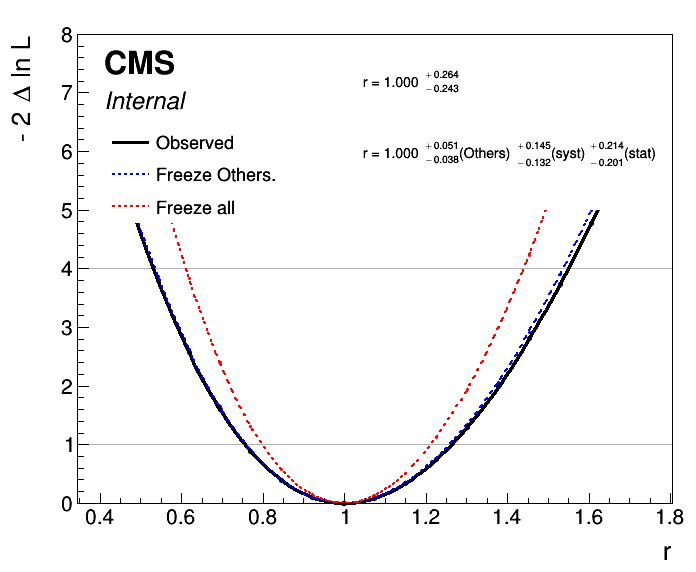 - 2 Δ ln L
8
7
6
5
4
3
2
1
0
CMS
Internal
Observed
Freeze Others.
Freeze all
r = 1.000 +0.264 −0.243
r = 1.000 +0.051 −0.038(Others) +0.145 −0.132(syst) +0.214 −0.201(stat)
0.4 0.6 0.8 1 1.2 1.4 1.6 1.8
r